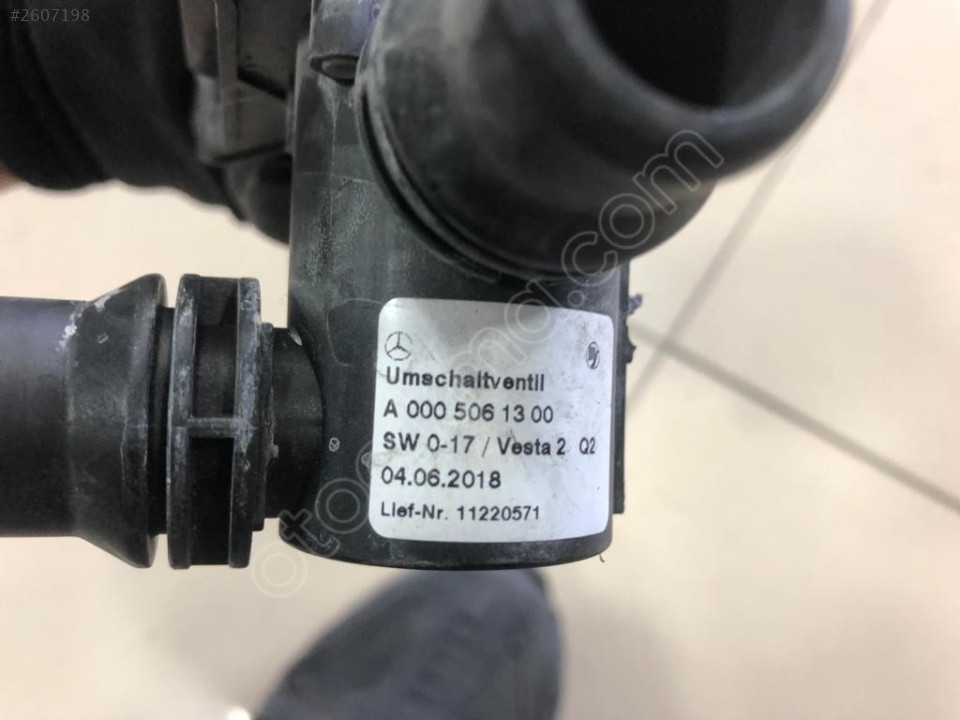 #2607198
Umschaltventil
A 000 506 13 00
SW 0-17 / Vesta 2 Q2
04.06.2018
Lief-Nr. 11220571